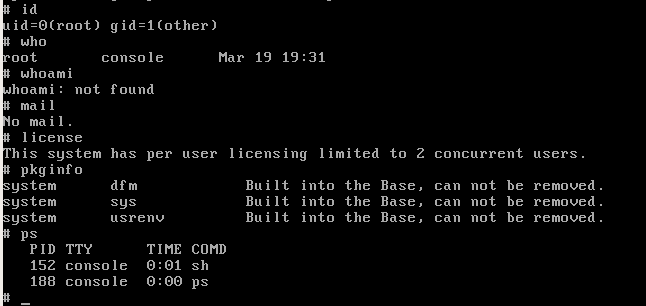 # id
uid=0(root) gid=1(other)
# who
root       console      Mar 19 19:31
# whoami
whoami: not found
# mail
No mail.
# license
This system has per user licensing limited to 2 concurrent users.
# pkginfo
system      dfm            Built into the Base, can not be removed.
system      sys            Built into the Base, can not be removed.
system      usrenv         Built into the Base, can not be removed.
# ps
   PID TTY      TIME COMD
   152 console  0:01 sh
   188 console  0:00 ps
# _